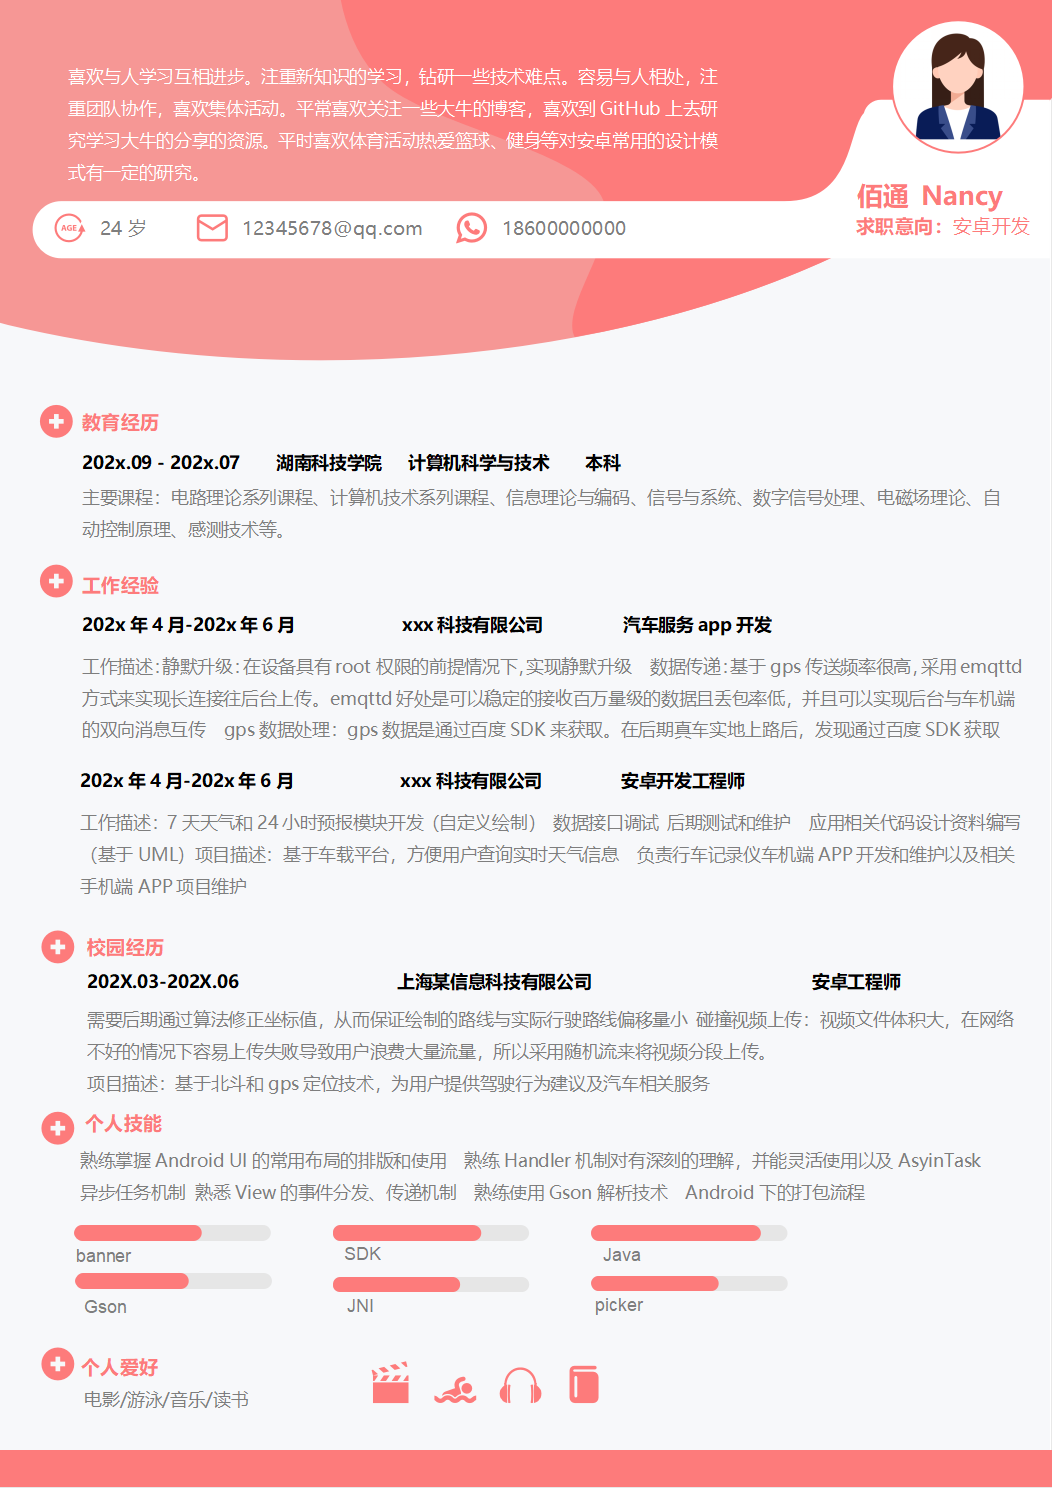 喜欢与人学习互相进步。注重新知识的学习，钻研一些技术难点。容易与人相处，注
重团队协作，喜欢集体活动。平常喜欢关注一些大牛的博客，喜欢到 GitHub 上去研
究学习大牛的分享的资源。平时喜欢体育活动热爱篮球、健身等对安卓常用的设计模
式有一定的研究。
佰通 Nancy
求职意向：安卓开发
AGE 24 岁 12345678@qq.com 18600000000
教育经历
202x.09 - 202x.07 湖南科技学院 计算机科学与技术 本科
主要课程：电路理论系列课程、计算机技术系列课程、信息理论与编码、信号与系统、数字信号处理、电磁场理论、自
动控制原理、感测技术等。
工作经验
202x 年 4 月-202x 年 6 月 xxx 科技有限公司 汽车服务 app 开发
工作描述：静默升级：在设备具有 root 权限的前提情况下，实现静默升级 数据传递：基于 gps 传送频率很高，采用 emqttd
方式来实现长连接往后台上传。emqttd 好处是可以稳定的接收百万量级的数据且丢包率低，并且可以实现后台与车机端
的双向消息互传 gps 数据处理：gps 数据是通过百度 SDK 来获取。在后期真车实地上路后，发现通过百度 SDK 获取
202x 年 4 月-202x 年 6 月 xxx 科技有限公司 安卓开发工程师
工作描述：7 天天气和 24 小时预报模块开发（自定义绘制） 数据接口调试 后期测试和维护 应用相关代码设计资料编写
（基于 UML）项目描述：基于车载平台，方便用户查询实时天气信息 负责行车记录仪车机端 APP 开发和维护以及相关
手机端 APP 项目维护
校园经历
202X.03-202X.06 上海某信息科技有限公司 安卓工程师
需要后期通过算法修正坐标值，从而保证绘制的路线与实际行驶路线偏移量小 碰撞视频上传：视频文件体积大，在网络
不好的情况下容易上传失败导致用户浪费大量流量，所以采用随机流来将视频分段上传。
项目描述：基于北斗和 gps 定位技术，为用户提供驾驶行为建议及汽车相关服务
个人技能
熟练掌握 Android UI 的常用布局的排版和使用 熟练 Handler 机制对有深刻的理解，并能灵活使用以及 AsyinTask
异步任务机制 熟悉 View 的事件分发、传递机制 熟练使用 Gson 解析技术 Android 下的打包流程
banner SDK Java
Gson JNI picker
个人爱好
电影/游泳/音乐/读书